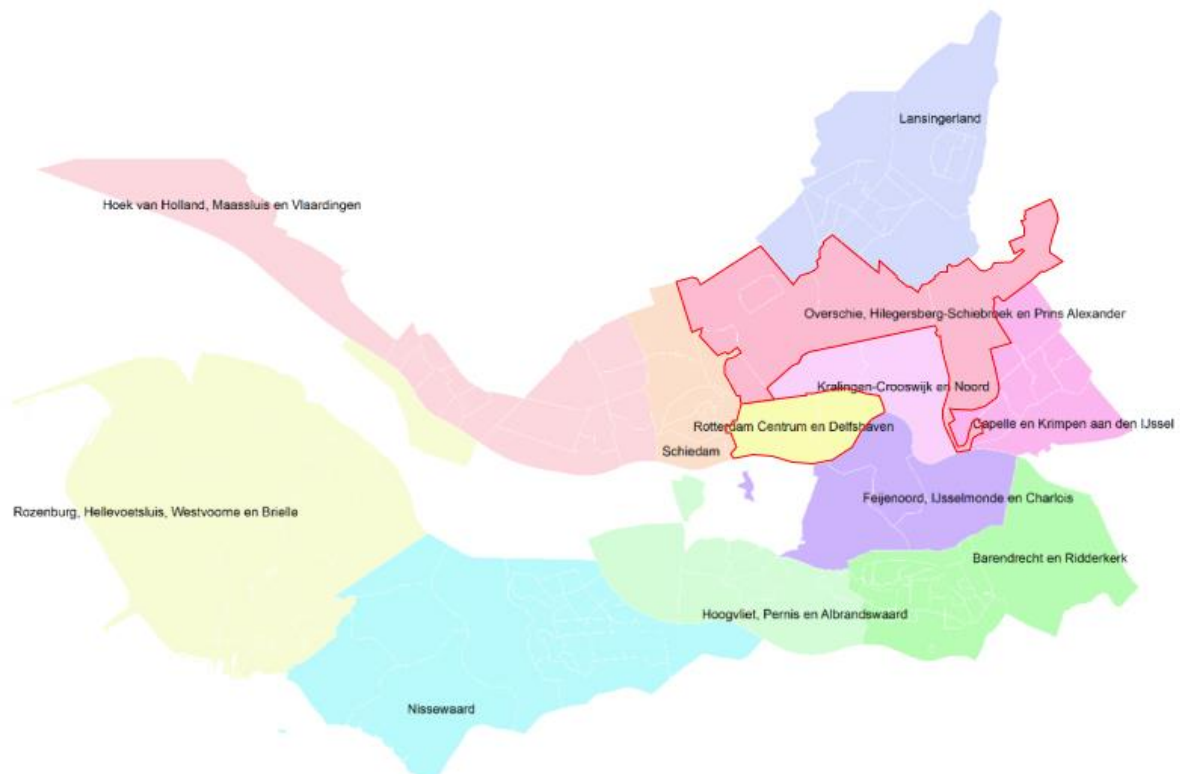 Lansingerland
Hoek van Holland, Maassluis en Vlaardingen
Overschie, Hilegersberg-Schiebroek en Prins Alexander
Kralingen-Crooswijk en Noord
Rotterdam Centrum en Delfshaven
Capelle en Krimpen aan den IJssel
Schiedam
Feijenoord, IJsselmonde en Charlois
Rozenburg, Hellevoetsluis, Westvoorne en Brielle
Barendrecht en Ridderkerk
Hoogvliet, Pernis en Albrandswaard
Nissewaard